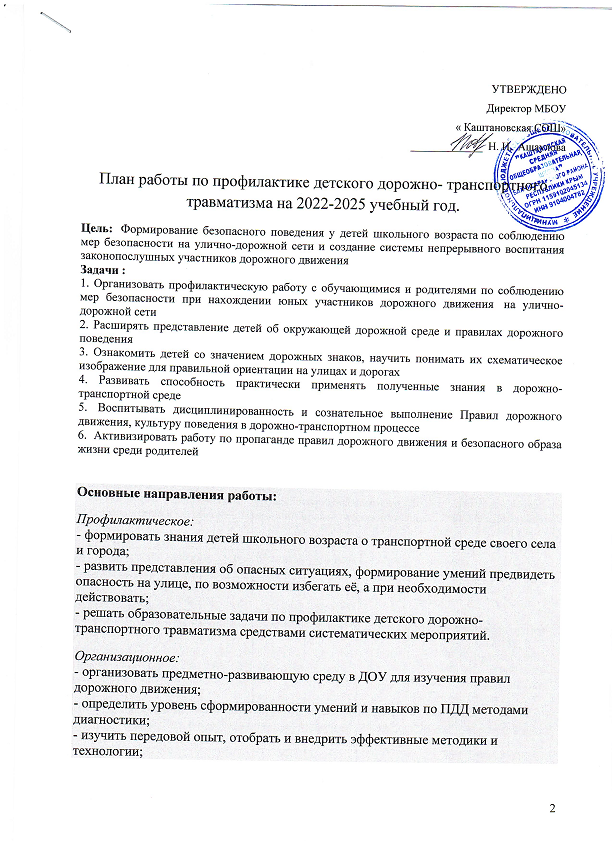 УТВЕРЖДЕНО
Директор МБОУ
« Каштановская СОШ»
Н. И.
План работы по профилактике детского дорожно- транспортного
травматизма на 2022-2025 учебный год.
Цель: Формирование безопасного поведения у детей школьного возраста по соблюдению
мер безопасности на улично-дорожной сети и создание системы непрерывного воспитания
законопослушных участников дорожного движения
Задачи :
1. Организовать профилактическую работу с обучающимися и родителями по соблюдению
мер безопасности при нахождении юных участников дорожного движения на улично-
дорожной сети
2. Расширять представление детей об окружающей дорожной среде и правилах дорожного
поведения
3. Ознакомить детей со значением дорожных знаков, научить понимать их схематическое
изображение для правильной ориентации на улицах и дорогах
4. Развивать способность практически применять полученные знания в дорожно-
транспортной среде
5. Воспитывать дисциплинированность и сознательное выполнение Правил дорожного
движения, культуру поведения в дорожно-транспортном процессе
6. Активизировать работу по пропаганде правил дорожного движения и безопасного образа
жизни среди родителей
Основные направления работы:
Профилактическое:
- формировать знания детей школьного возраста о транспортной среде своего села
и города;
- развить представления об опасных ситуациях, формирование умений предвидеть
опасность на улице, по возможности избегать её, а при необходимости
действовать;
- решать образовательные задачи по профилактике детского дорожно-
транспортного травматизма средствами систематических мероприятий.
Организационное:
- организовать предметно-развивающую среду в ДОУ для изучения правил
дорожного движения;
- определить уровень сформированности умений и навыков по ПДД методами
диагностики;
- изучить передовой опыт, отобрать и внедрить эффективные методики и
технологии;
"КАШТАНОВСКАЯ
СРЕДНЯЯ
ОБЩЕОБРАЗОВАТЕЛЬНАЯ
РЕСПУБЛИКИ КРЫМ
ОГРН 1159102045134
ИНН 9104004782
2